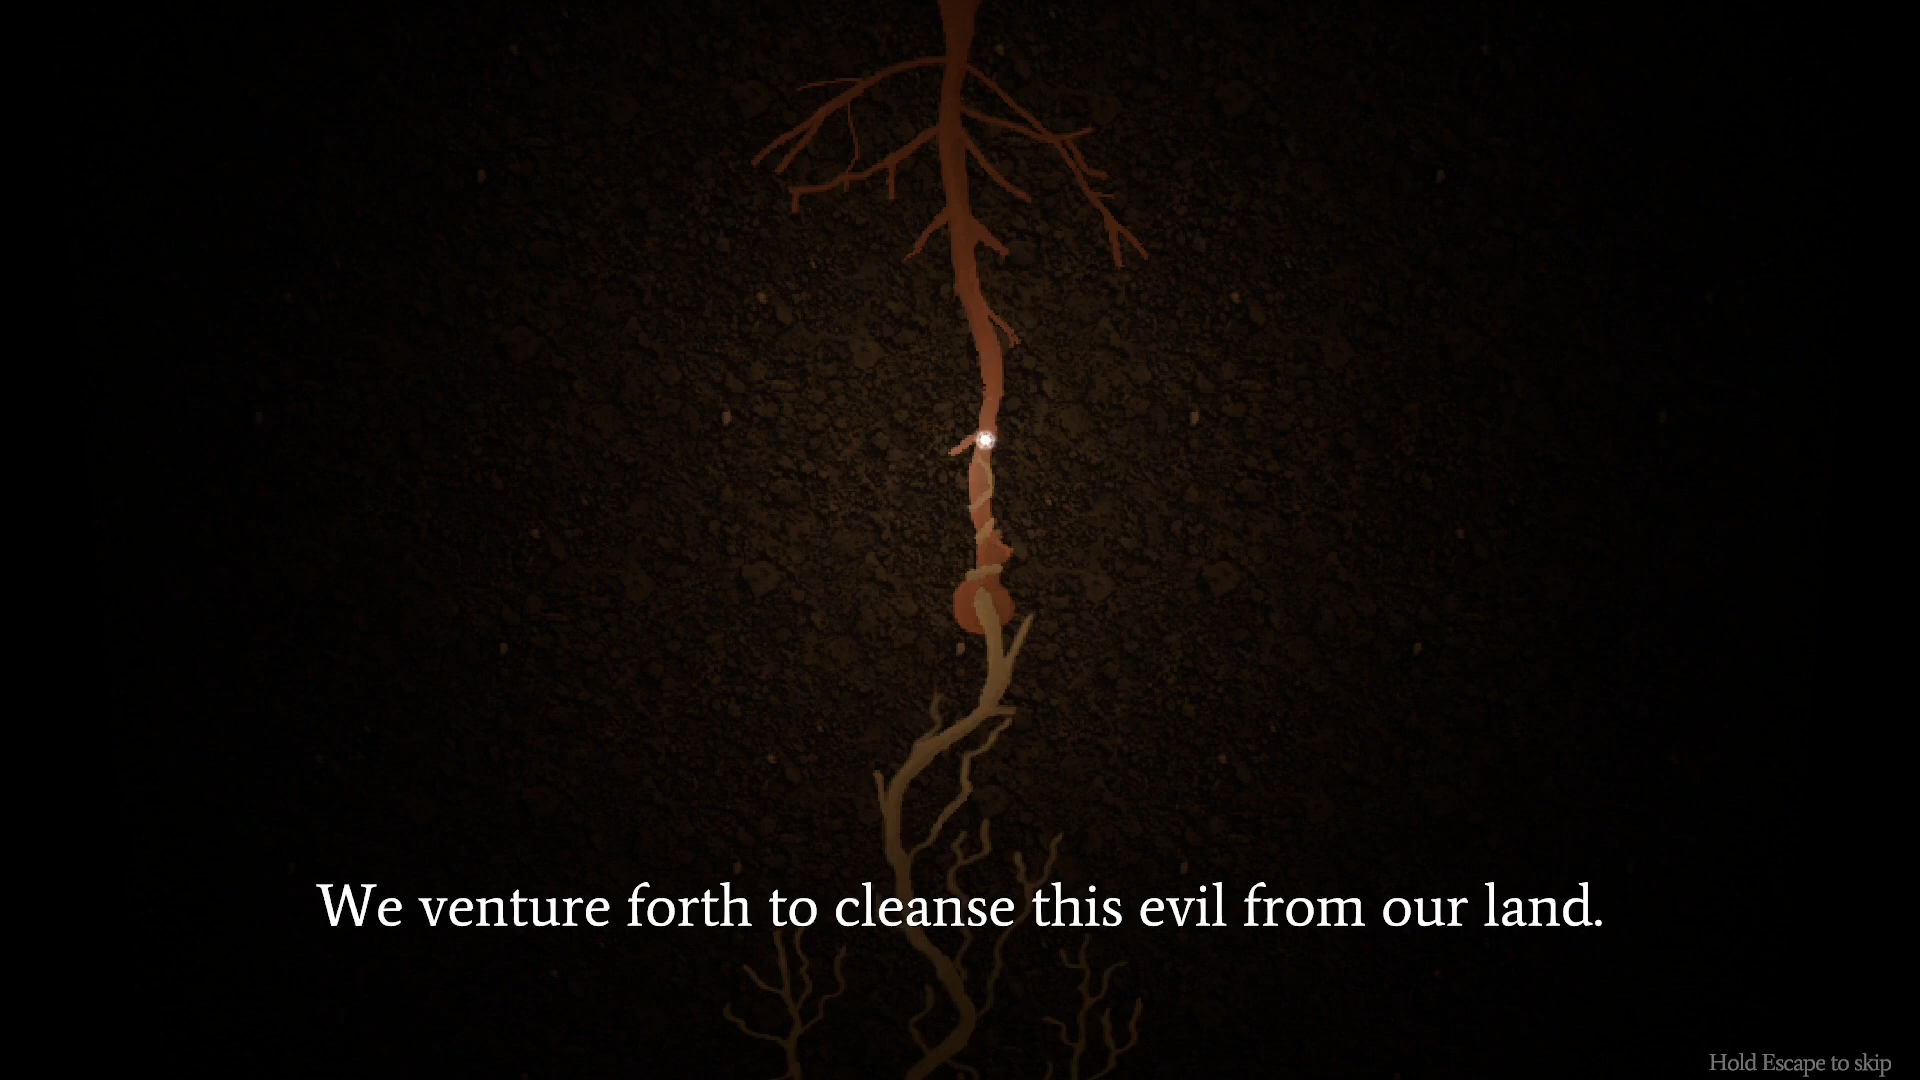 We venture forth to cleanse this evil from our land.
Hold Escape to skip